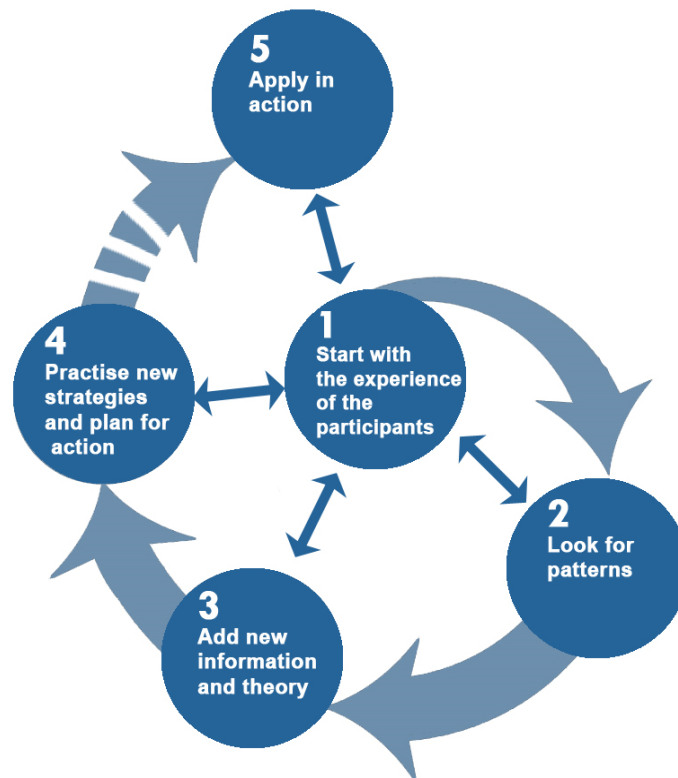 5
Apply in
action
1
Start with
the experience
of the
participants
2
Look for
patterns
3
Add new
information
and theory
4
Practise new
strategies
and plan for
action